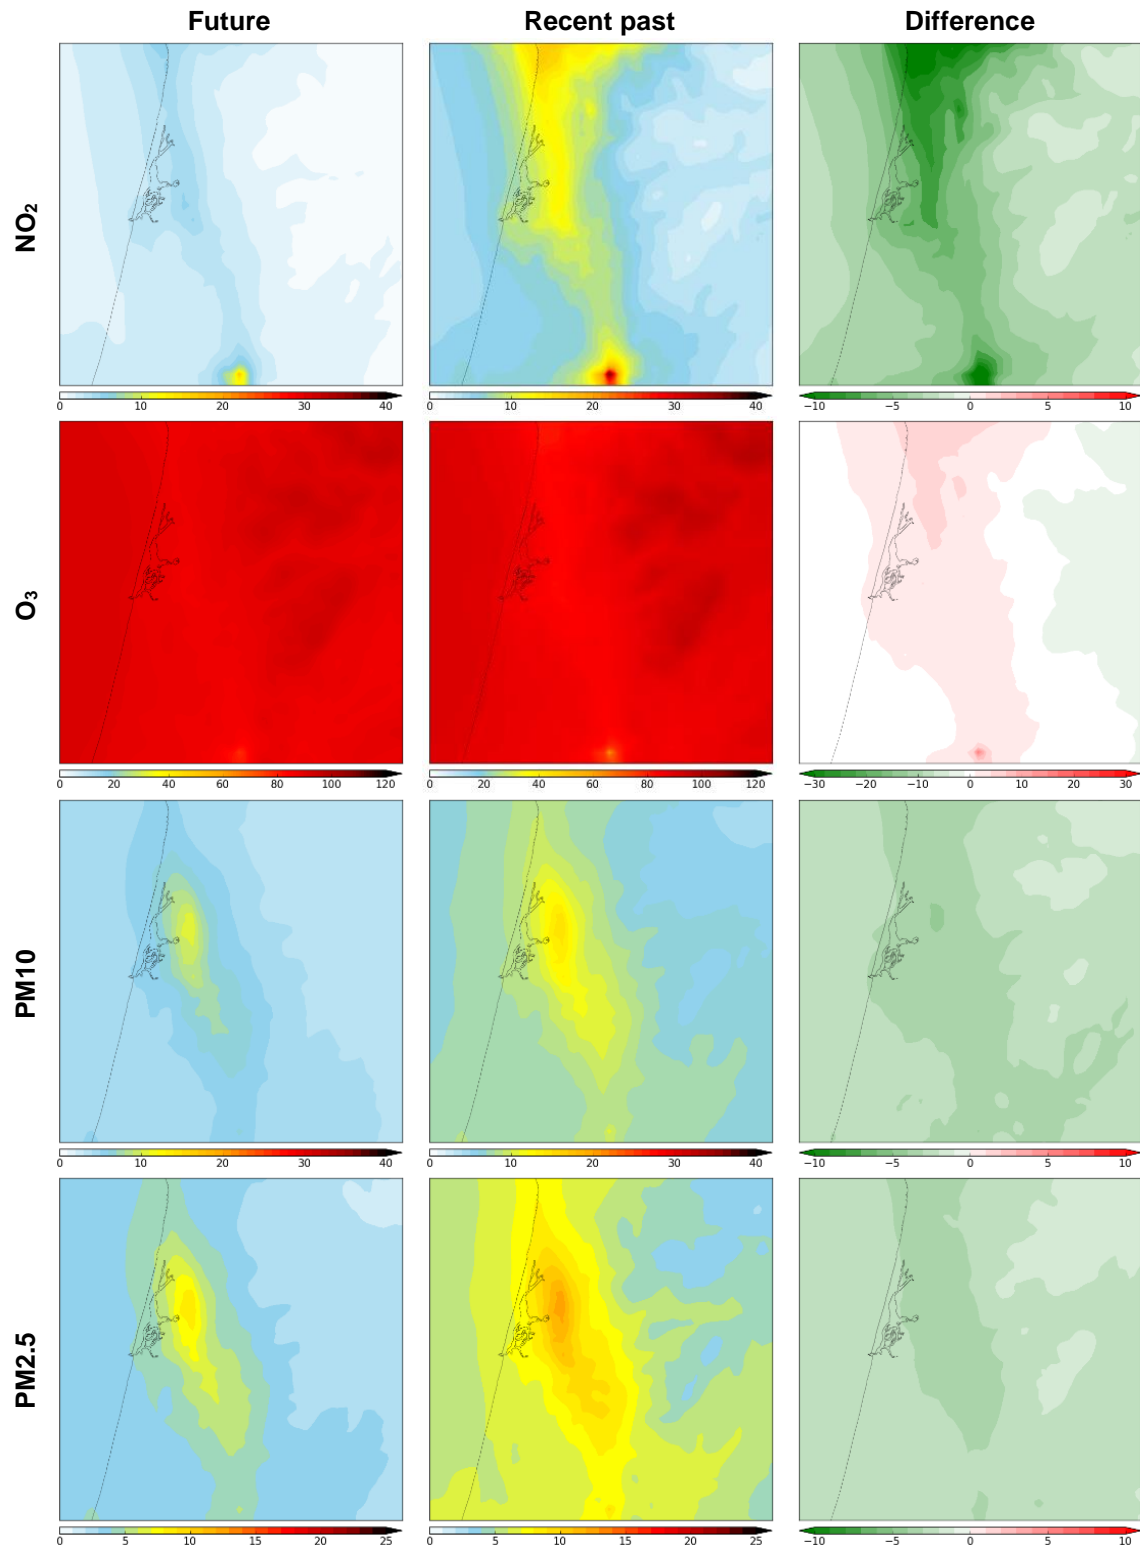 Future Recent past Difference
NO2
0 10 20 30 40 0 10 20 30 40 −10 −5 0 5 10
O3
0 20 40 60 80 100 120 0 20 40 60 80 100 120 −30 −20 −10 0 10 20 30
PM10
0 10 20 30 40 0 10 20 30 40 −10 −5 0 5 10
PM2.5
0 5 10 15 20 25 0 5 10 15 20 25 −10 −5 0 5 10